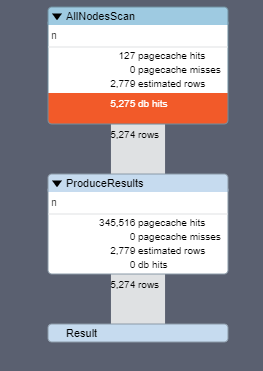 AllNodesScan
n
127 pagecache hits
0 pagecache misses
2,779 estimated rows
5,275 db hits
5,274 rows
ProduceResults
n
345,516 pagecache hits
0 pagecache misses
2,779 estimated rows
0 db hits
5,274 rows
Result